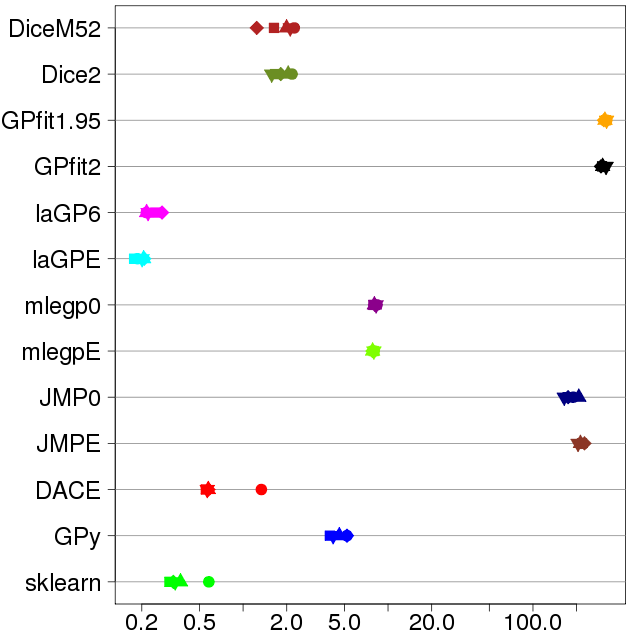 DiceM52
Dice2
GPfit1.95
GPfit2
laGP6
laGPE
mlegp0
mlegpE
JMP0
JMPE
DACE
GPy
sklearn
0.2 0.5 2.0 5.0 20.0 100.0